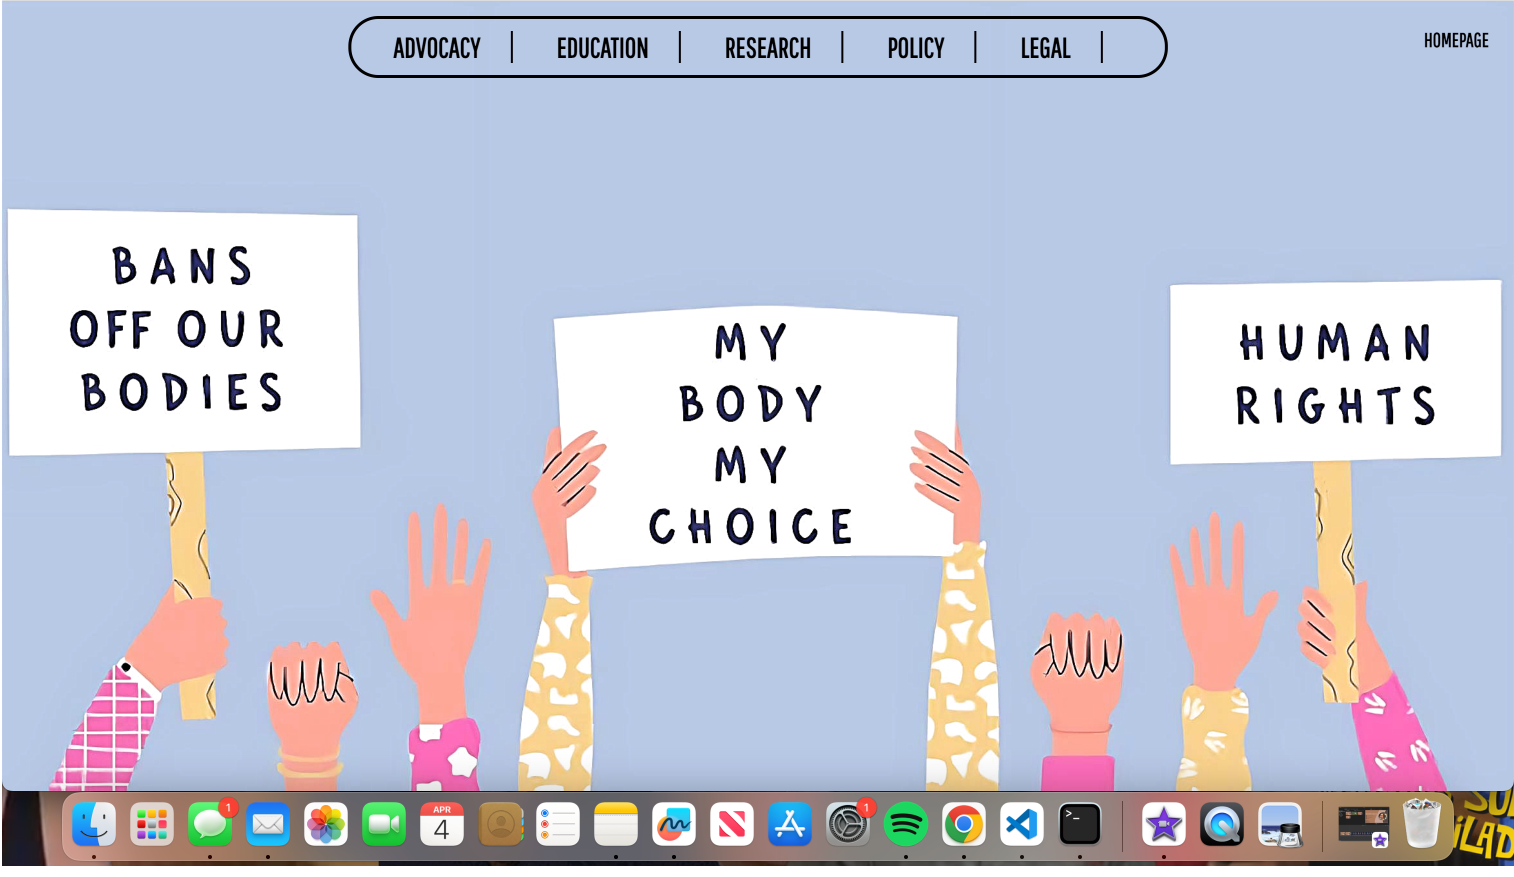 ADVOCACY EDUCATION RESEARCH POLICY LEGAL
HOMEPAGE
BANS
OFF OUR
BODIES
MY
BODY
MY
CHOICE
HUMAN
RIGHTS
1
APR
4
1